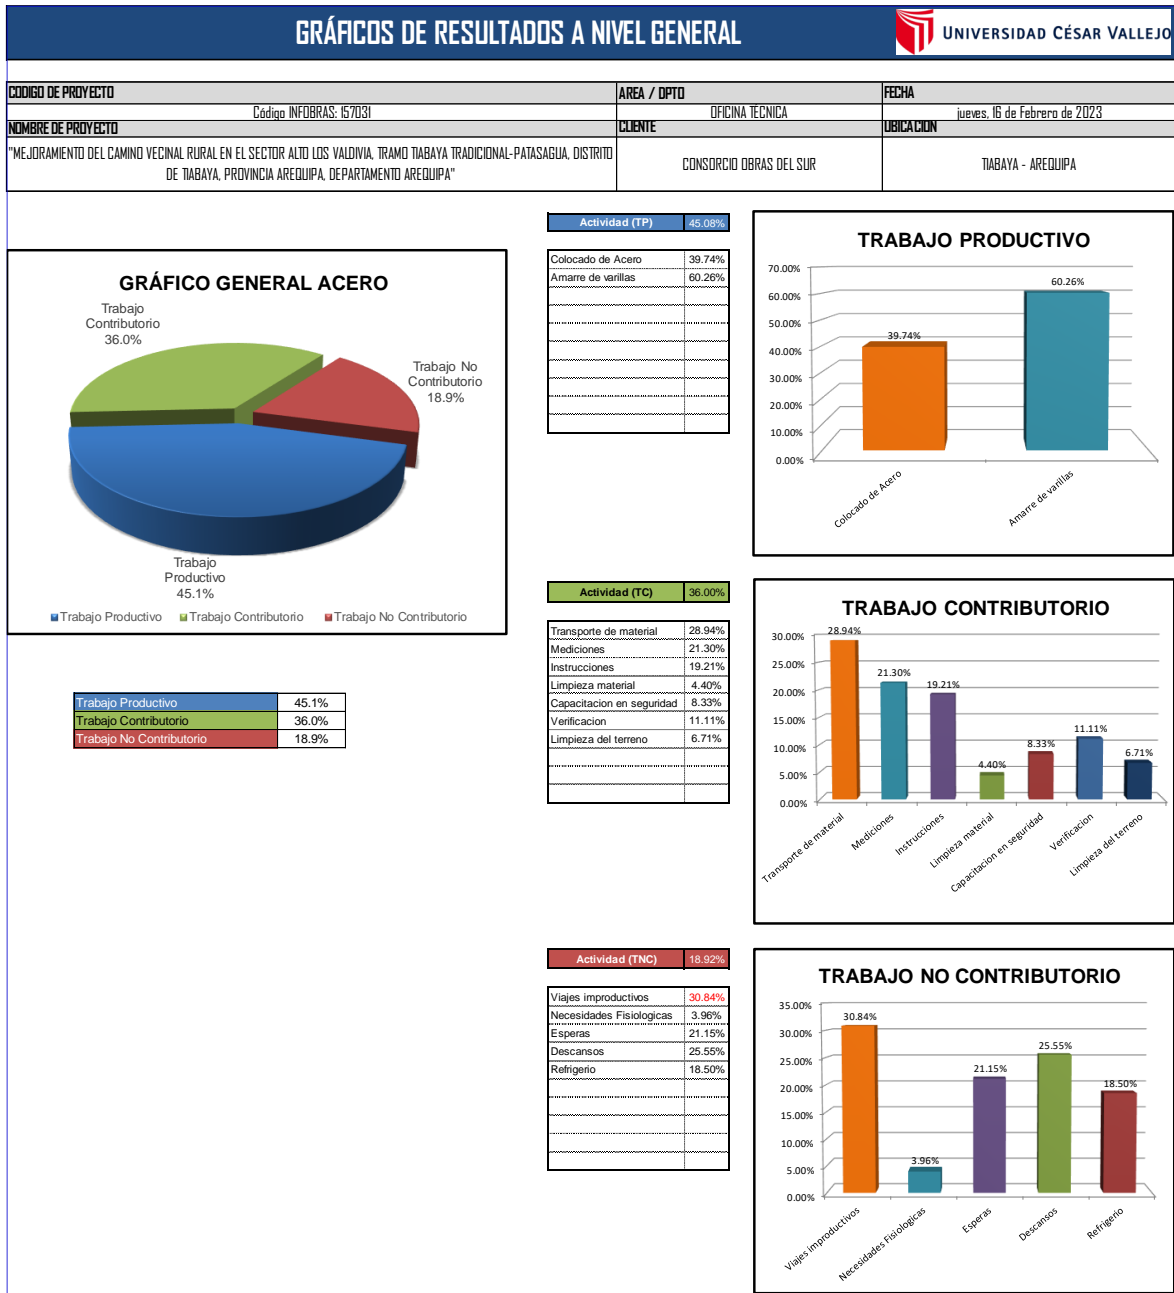 GRÁFICOS DE RESULTADOS A NIVEL GENERAL
UNIVERSIDAD CÉSAR VALLEJO
CODIGO DE PROYECTO
AREA / DPTO
FECHA
Código INFOBRAS: 157031
OFICINA TECNICA
jueves, 16 de Febrero de 2023
NOMBRE DE PROYECTO
CLIENTE
UBICACION
"MEJORAMIENTO DEL CAMINO VECINAL RURAL EN EL SECTOR ALTO LOS VALDIVIA, TRAMO TIABAYA TRADICIONAL-PATASAGUA, DISTRITO
DE TIABAYA, PROVINCIA AREQUIPA, DEPARTAMENTO AREQUIPA"
CONSORCIO OBRAS DEL SUR
TIABAYA - AREQUIPA
GRÁFICO GENERAL ACERO
Trabajo
Contributorio
36.0%
Trabajo No
Contributorio
18.9%
Trabajo
Productivo
45.1%
Trabajo Productivo
Trabajo Contributorio
Trabajo No Contributorio
Trabajo Productivo 45.1%
Trabajo Contributorio 36.0%
Trabajo No Contributorio 18.9%
Actividad (TP) 45.08%
Colocado de Acero 39.74%
Amarre de varillas 60.26%
TRABAJO PRODUCTIVO
70.00%
60.00%
50.00%
40.00%
30.00%
20.00%
10.00%
0.00%
39.74%
60.26%
Colocado de Acero
Amarre de varillas
Actividad (TC) 36.00%
Transporte de material 28.94%
Mediciones 21.30%
Instrucciones 19.21%
Limpieza material 4.40%
Capacitacion en seguridad 8.33%
Verificacion 11.11%
Limpieza del terreno 6.71%
TRABAJO CONTRIBUTORIO
30.00%
25.00%
20.00%
15.00%
10.00%
5.00%
0.00%
28.94%
21.30%
19.21%
4.40%
8.33%
11.11%
6.71%
Transporte de material
Mediciones
Instrucciones
Limpieza material
Capacitacion en seguridad
Verificacion
Limpieza del terreno
Actividad (TNC) 18.92%
Viajes improductivos 30.84%
Necesidades Fisiologicas 3.96%
Esperas 21.15%
Descansos 25.55%
Refrigerio 18.50%
TRABAJO NO CONTRIBUTORIO
35.00%
30.00%
25.00%
20.00%
15.00%
10.00%
5.00%
0.00%
30.84%
3.96%
21.15%
25.55%
18.50%
Viajes improductivos
Necesidades Fisiologicas
Esperas
Descansos
Refrigerio